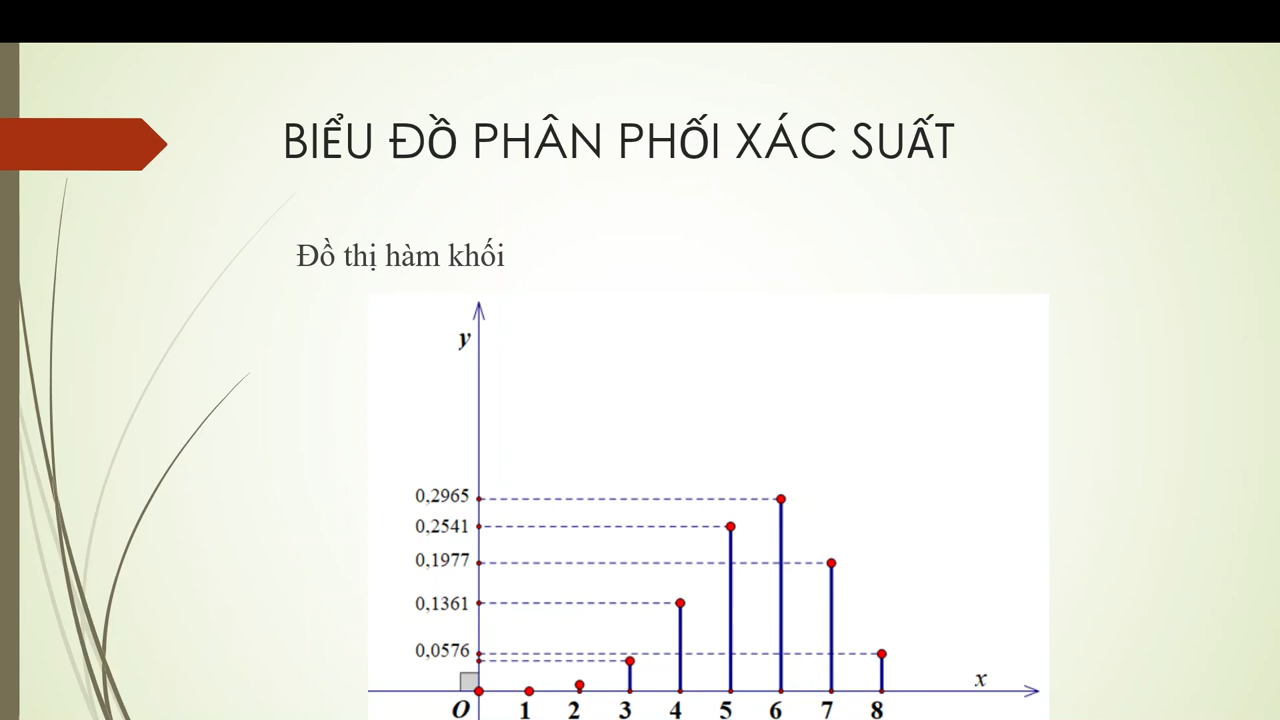 BIỂU ĐỒ PHÂN PHỐI XÁC SUẤT
Đồ thị hàm khối
y
0,2965
0,2541
0,1977
0,1361
0,0576
x
O 1 2 3 4 5 6 7 8